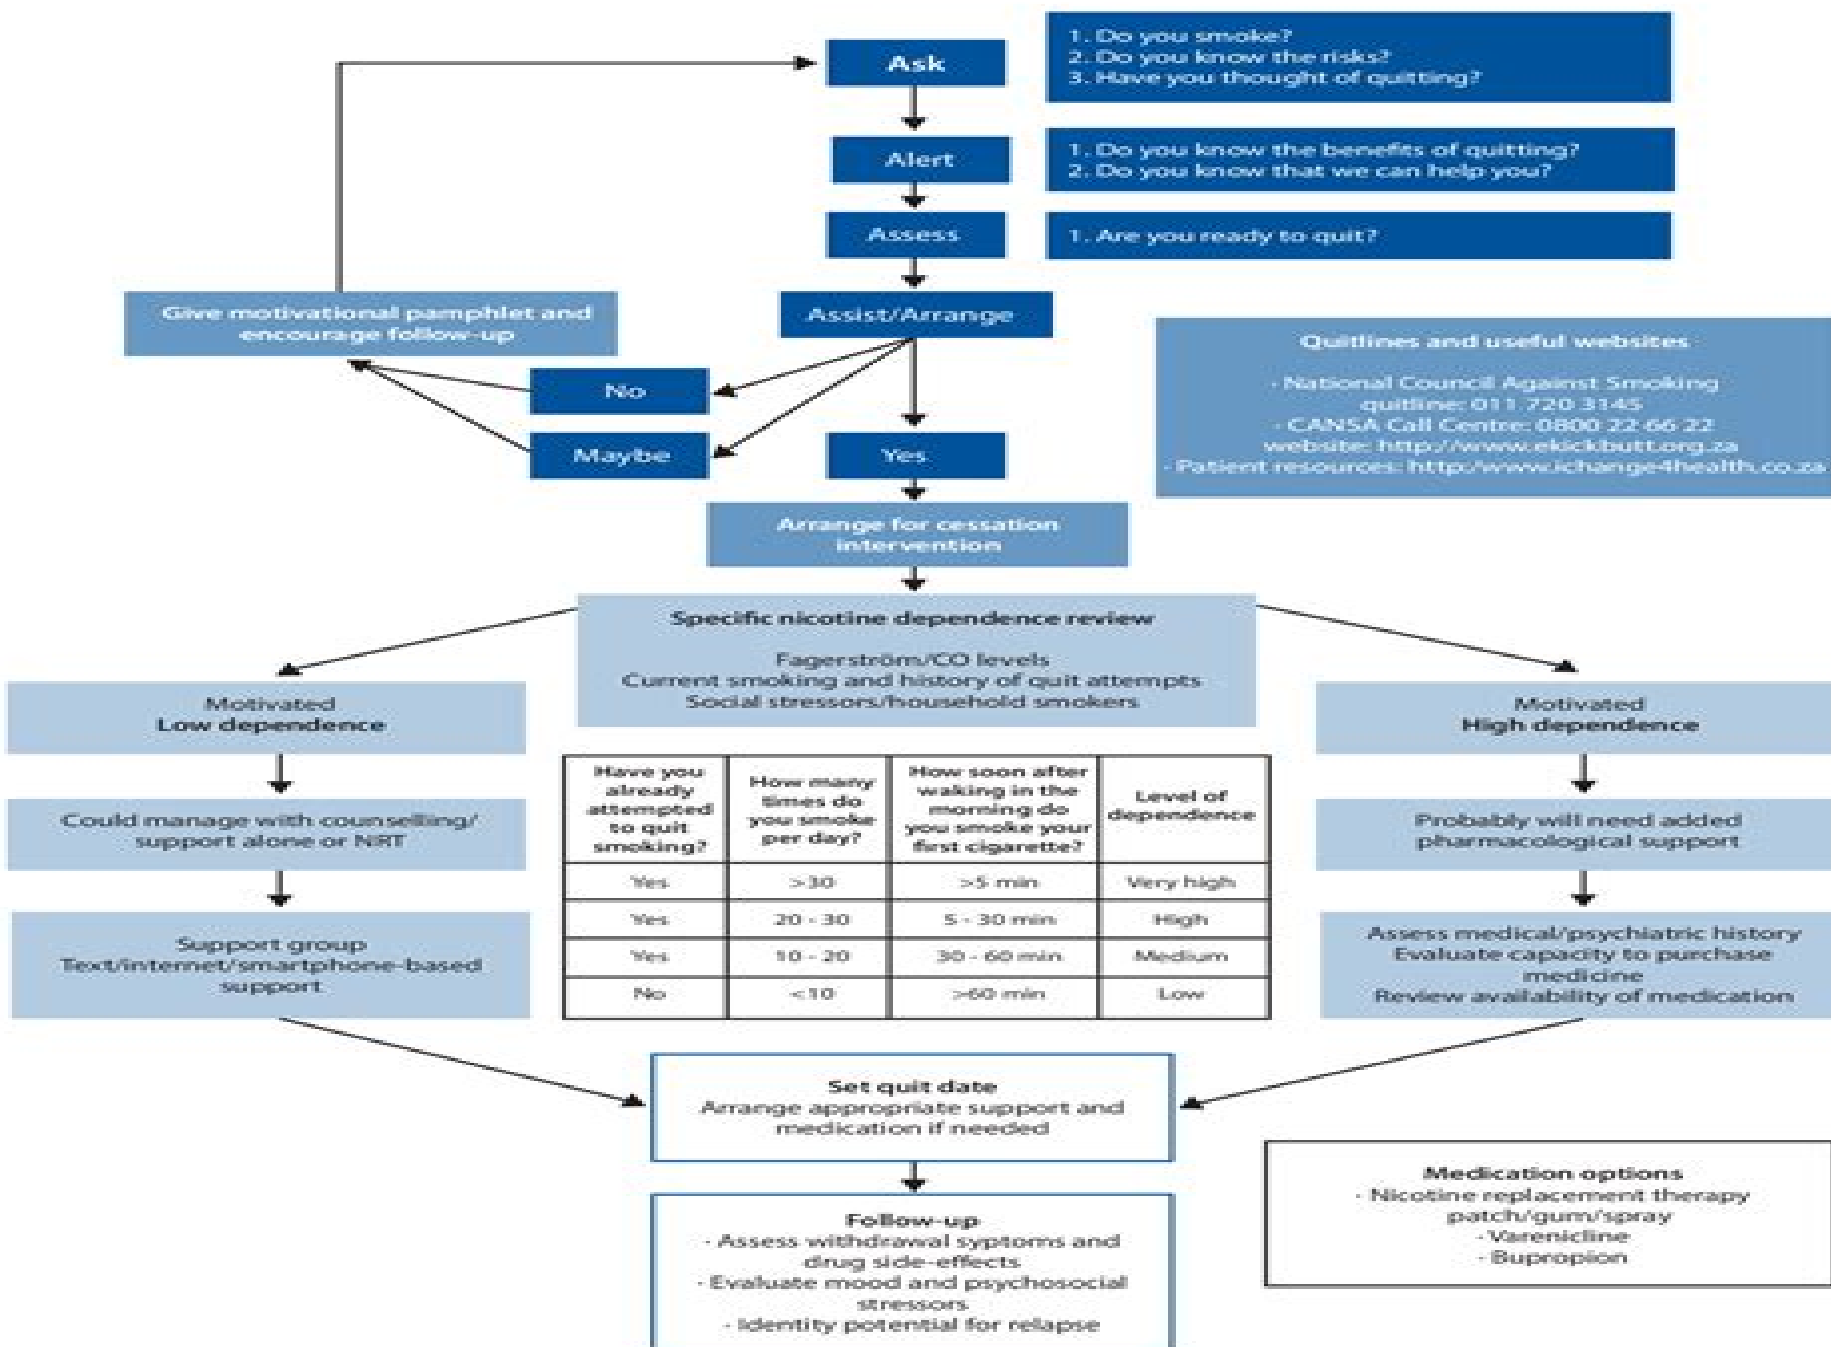 Ask
1. Do you smoke?
2. Do you know the risks?
3. Have you thought of quitting?
Alert
1. Do you know the benefits of quitting?
2. Do you know that we can help you?
Assess
1. Are you ready to quit?
Give motivational pamphlet and
encourage follow-up
Assist/Arrange
Quitlines and useful websites
- National Council Against Smoking
quitline: 011 720 3145
- CANSA Call Centre: 0800 22 66 22
website: http://www.ekickbutt.org.za
- Patient resources: http:/www.ichange4health.co.za
No
Maybe
Yes
Arrange for cessation
intervention
Specific nicotine dependence review
Fagerström/CO levels
Current smoking and history of quit attempts
Social stressors/household smokers
Motivated
Low dependence
Could manage with counselling/
support alone or NRT
Support group
Text/internet/smartphone-based
support
Motivated
High dependence
Probably will need added
pharmacological support
Assess medical/psychiatric history
Evaluate capacity to purchase
medicine
Review availability of medication
Have you
already
attempted
to quit
smoking?
How many
times do
you smoke
per day?
How soon after
waking in the
morning do
you smoke your
first cigarette?
Level of
dependence
Yes >30 >5 min Very high
Yes 20 - 30 5 - 30 min High
Yes 10 - 20 30 - 60 min Medium
No <10 >60 min Low
Set quit date
Arrange appropriate support and
medication if needed
Follow-up
- Assess withdrawal syptoms and
drug side-effects
- Evaluate mood and psychosocial
stressors
- Identity potential for relapse
Medication options
- Nicotine replacement therapy
patch/gum/spray
- Varenicline
- Bupropion